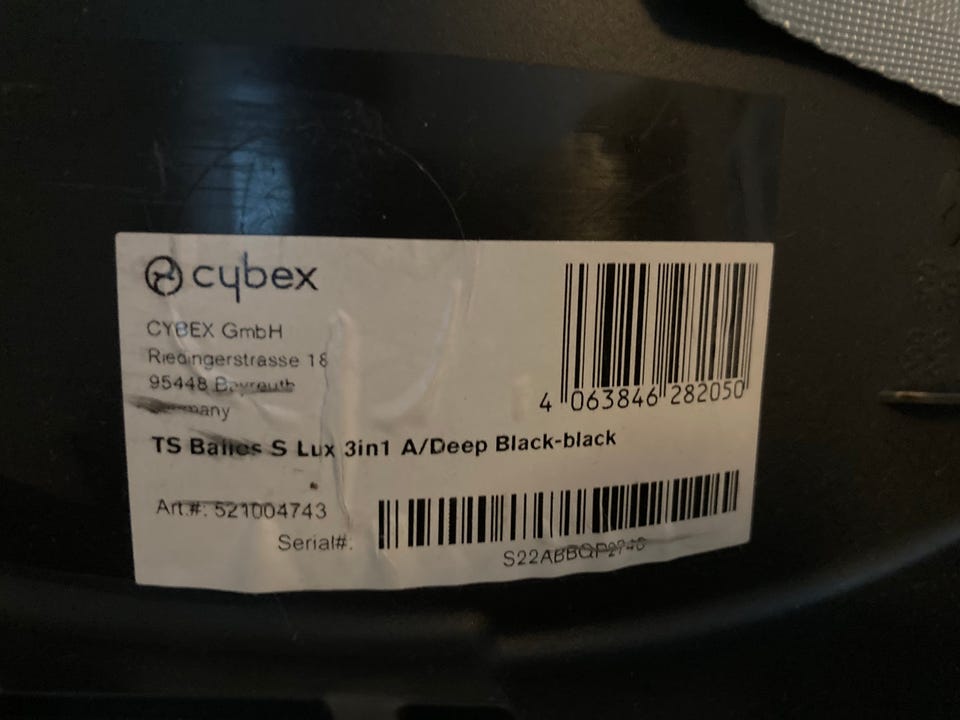 cybex
CYBEX GmbH
Riedingerstrasse 18
95448 Bayreuth
Germany
4 063846 282050
TS Balios S Lux 3in1 A/Deep Black-black
Art.#: 521004743
Serial#: